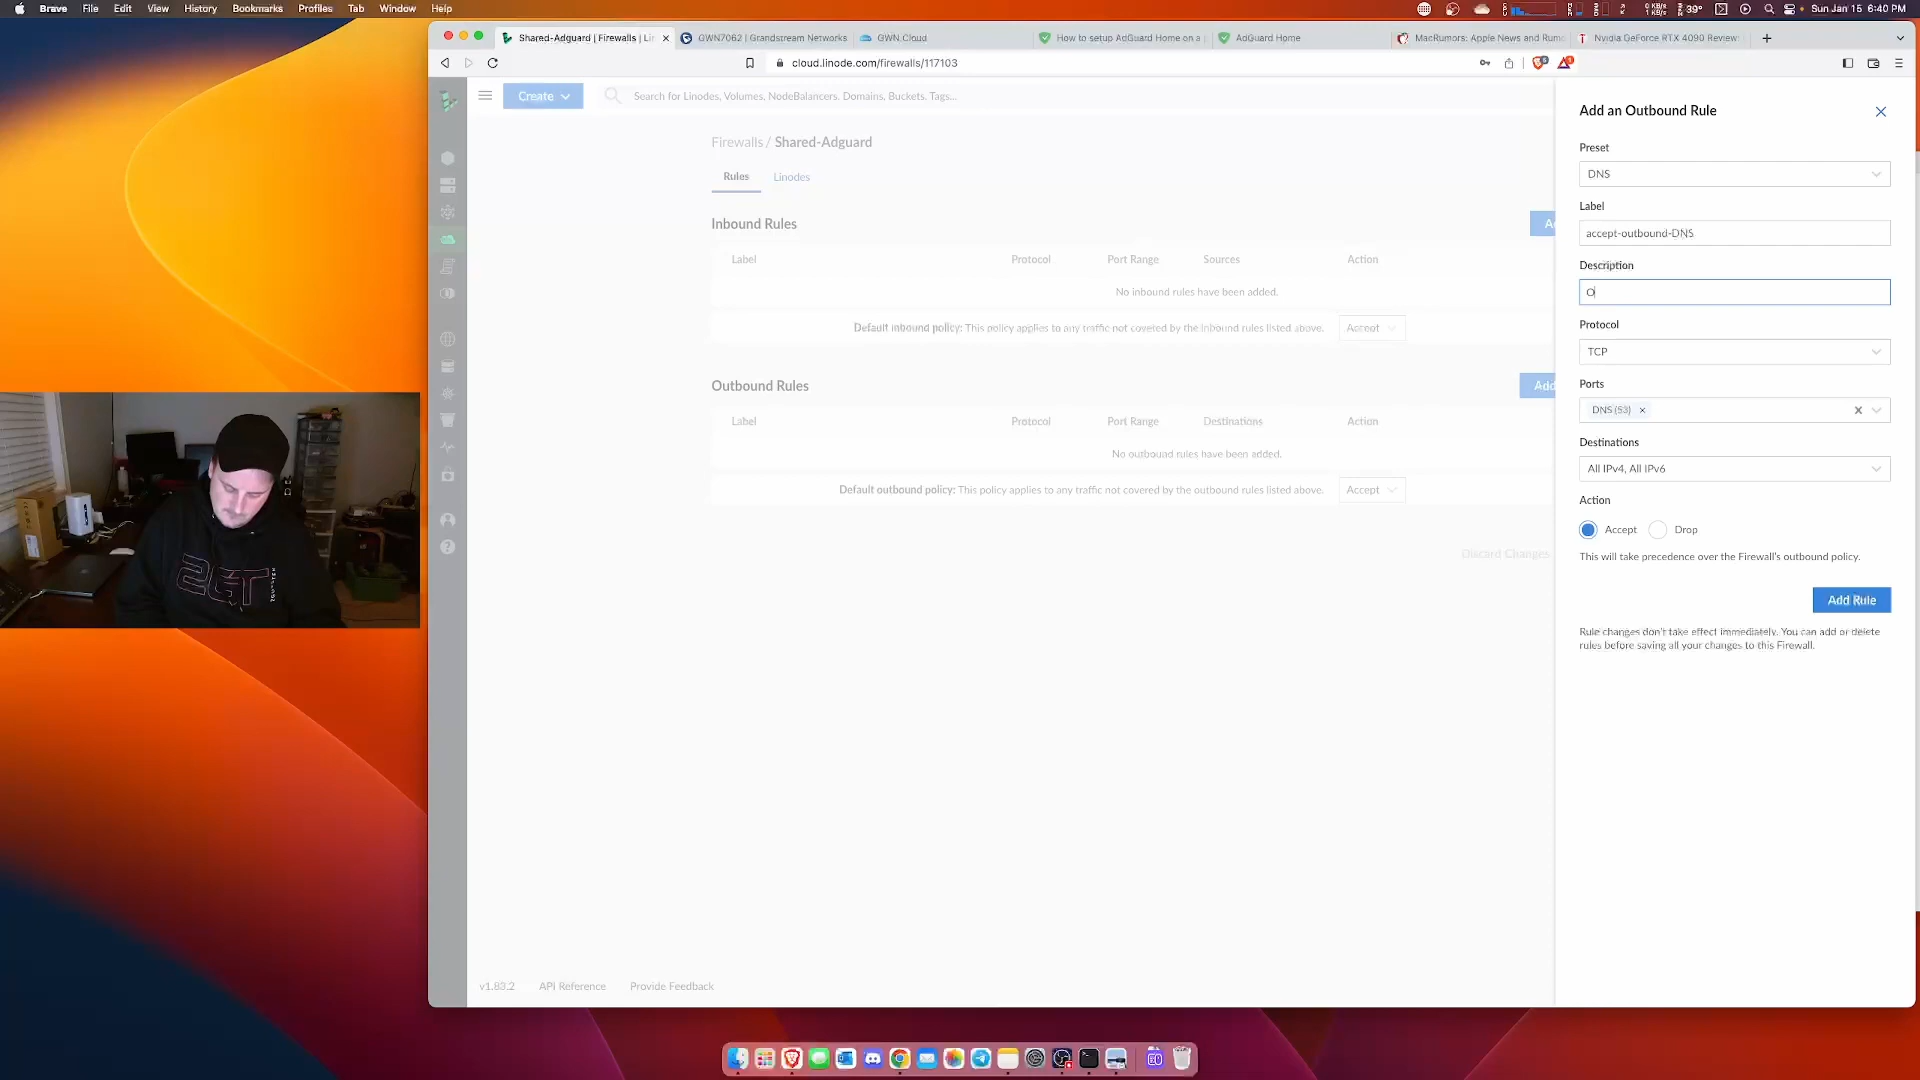 Brave File Edit View History Bookmarks Profiles Tab Window Help
39° Sun Jan 15 6:40 PM
Shared-Adguard | Firewalls | Li
GWN7062 | Grandstream Networks
GWN.Cloud
How to setup AdGuard Home on a
AdGuard Home
MacRumors: Apple News and Rum
Nvidia GeForce RTX 4090 Review
cloud.linode.com/firewalls/117103
Create
Search for Linodes, Volumes, NodeBalancers, Domains, Buckets, Tags...
Firewalls / Shared-Adguard
Rules Linodes
Inbound Rules
Label Protocol Port Range Sources Action
No inbound rules have been added.
Default inbound policy: This policy applies to any traffic not covered by the inbound rules listed above. Accept
Outbound Rules
Add
Label Protocol Port Range Destinations Action
No outbound rules have been added.
Default outbound policy: This policy applies to any traffic not covered by the outbound rules listed above. Accept
Discard Changes
v1.83.2 API Reference Provide Feedback
Add an Outbound Rule
Preset
DNS
Label
accept-outbound-DNS
Description
O
Protocol
TCP
Ports
DNS (53)
Destinations
All IPv4, All IPv6
Action
Accept Drop
This will take precedence over the Firewall's outbound policy.
Add Rule
Rule changes don't take effect immediately. You can add or delete
rules before saving all your changes to this Firewall.
2GT